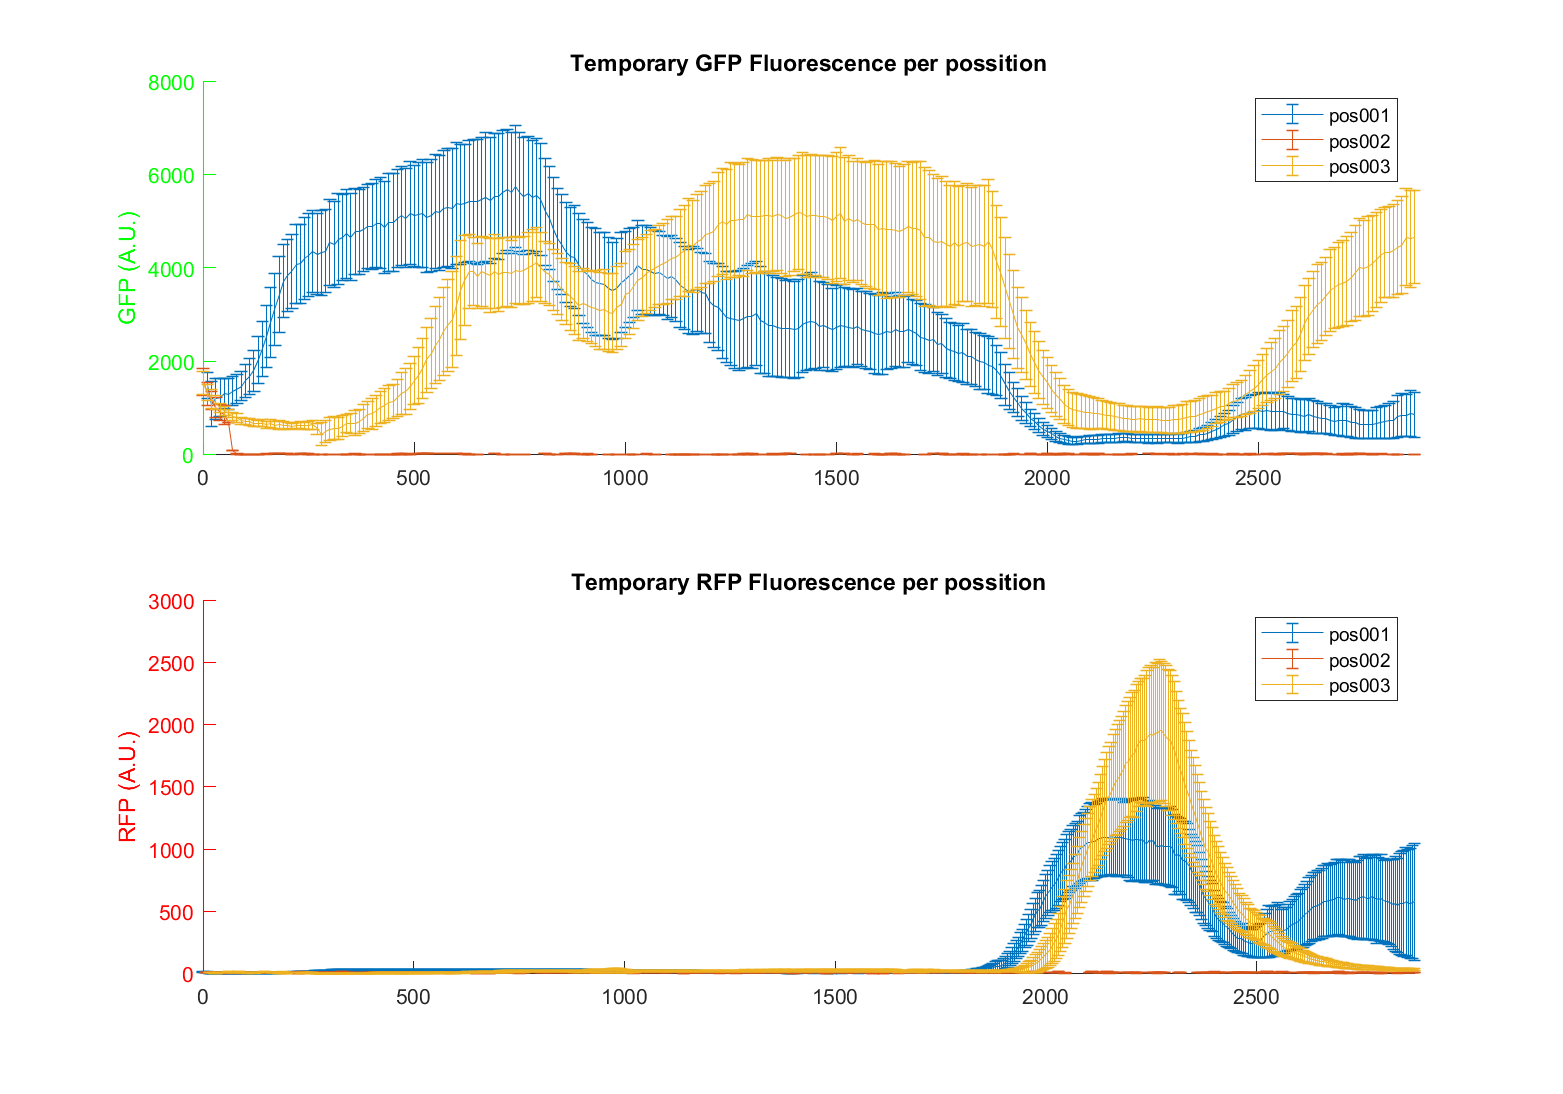 Temporary GFP Fluorescence per possition
8000
6000
4000
2000
0
GFP (A.U.)
pos001
pos002
pos003
0 500 1000 1500 2000 2500
Temporary RFP Fluorescence per possition
3000
2500
2000
1500
1000
500
0
RFP (A.U.)
pos001
pos002
pos003
0 500 1000 1500 2000 2500